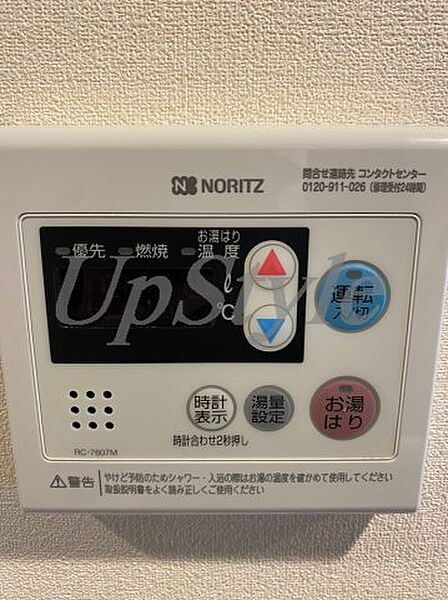 NORITZ
問合せ連絡先 コンタクトセンター
0120-911-026 (修理受付24時間)
お湯はり
優先 燃焼 温度
ℓ
℃
運転
入/切
UpStyle
時計
表示
湯量
設定
お湯
はり
時計合わせ2秒押し
RC-7607M
警告
やけど予防のためシャワー・入浴の際はお湯の温度を確かめて使用してください
取扱説明書をよく読み正しくご使用ください